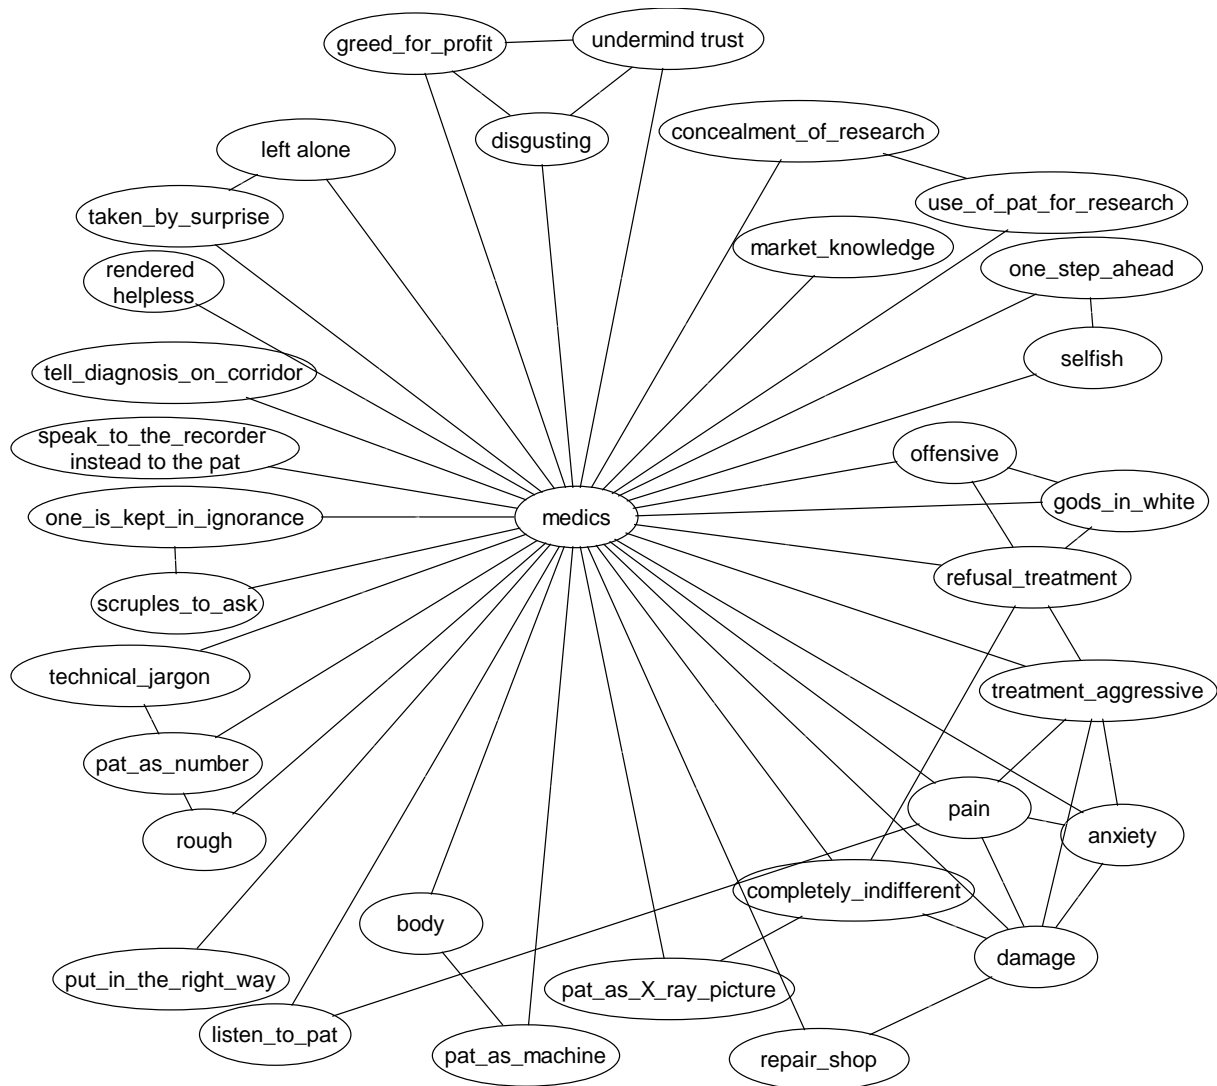 greed_for_profit
undermind trust
disgusting
concealment_of_research
left alone
use_of_pat_for_research
taken_by_surprise
market_knowledge
rendered
helpless
one_step_ahead
selfish
tell_diagnosis_on_corridor
speak_to_the_recorder
instead to the pat
offensive
gods_in_white
one_is_kept_in_ignorance
medics
refusal_treatment
scruples_to_ask
technical_jargon
treatment_aggressive
pat_as_number
pain
rough
anxiety
completely_indifferent
body
damage
put_in_the_right_way
pat_as_X_ray_picture
listen_to_pat
pat_as_machine
repair_shop